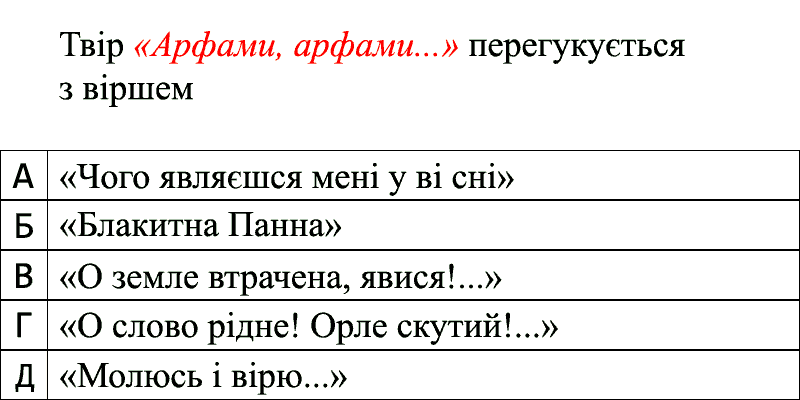 Твір «Арфами, арфами...» перегукується
з віршем
А «Чого являєшся мені у ві сні»
Б «Блакитна Панна»
В «О земле втрачена, явися!...»
Г «О слово рідне! Орле скутий!...»
Д «Молюсь і вірю...»